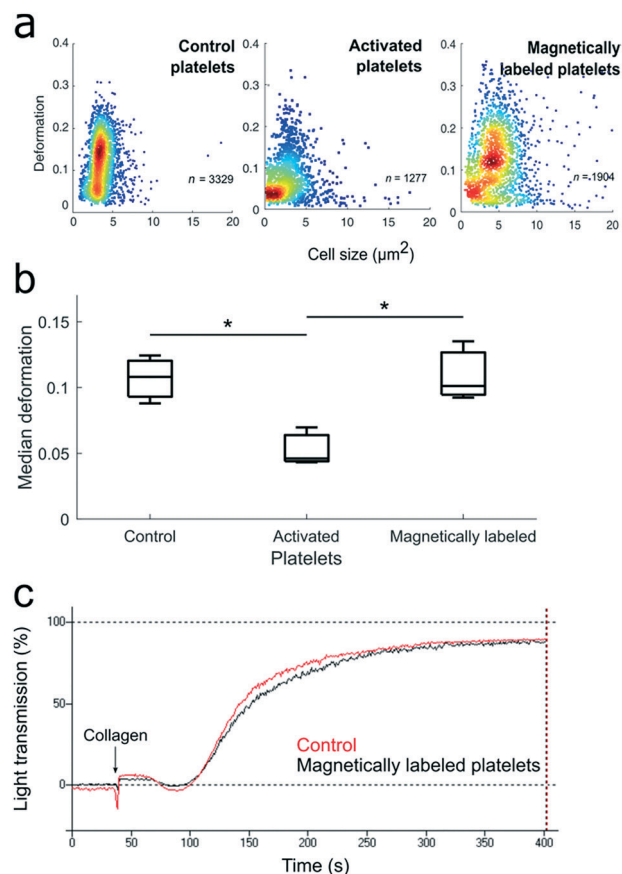 a
Control platelets
Activated platelets
Magnetically labeled platelets
Deformation
0.4
0.3
0.2
0.1
0
n = 3329
0 5 10 15 20
0.4
0.3
0.2
0.1
0
n = 1277
0 5 10 15 20
0.4
0.3
0.2
0.1
0
n = 1904
0 5 10 15 20
Cell size (µm²)
b
Median deformation
0.15
0.1
0.05
0
*
*
Control Activated Magnetically labeled
Platelets
c
Light transmission (%)
100
50
0
Collagen
Control
Magnetically labeled platelets
0 50 100 150 200 250 300 350 400
Time (s)